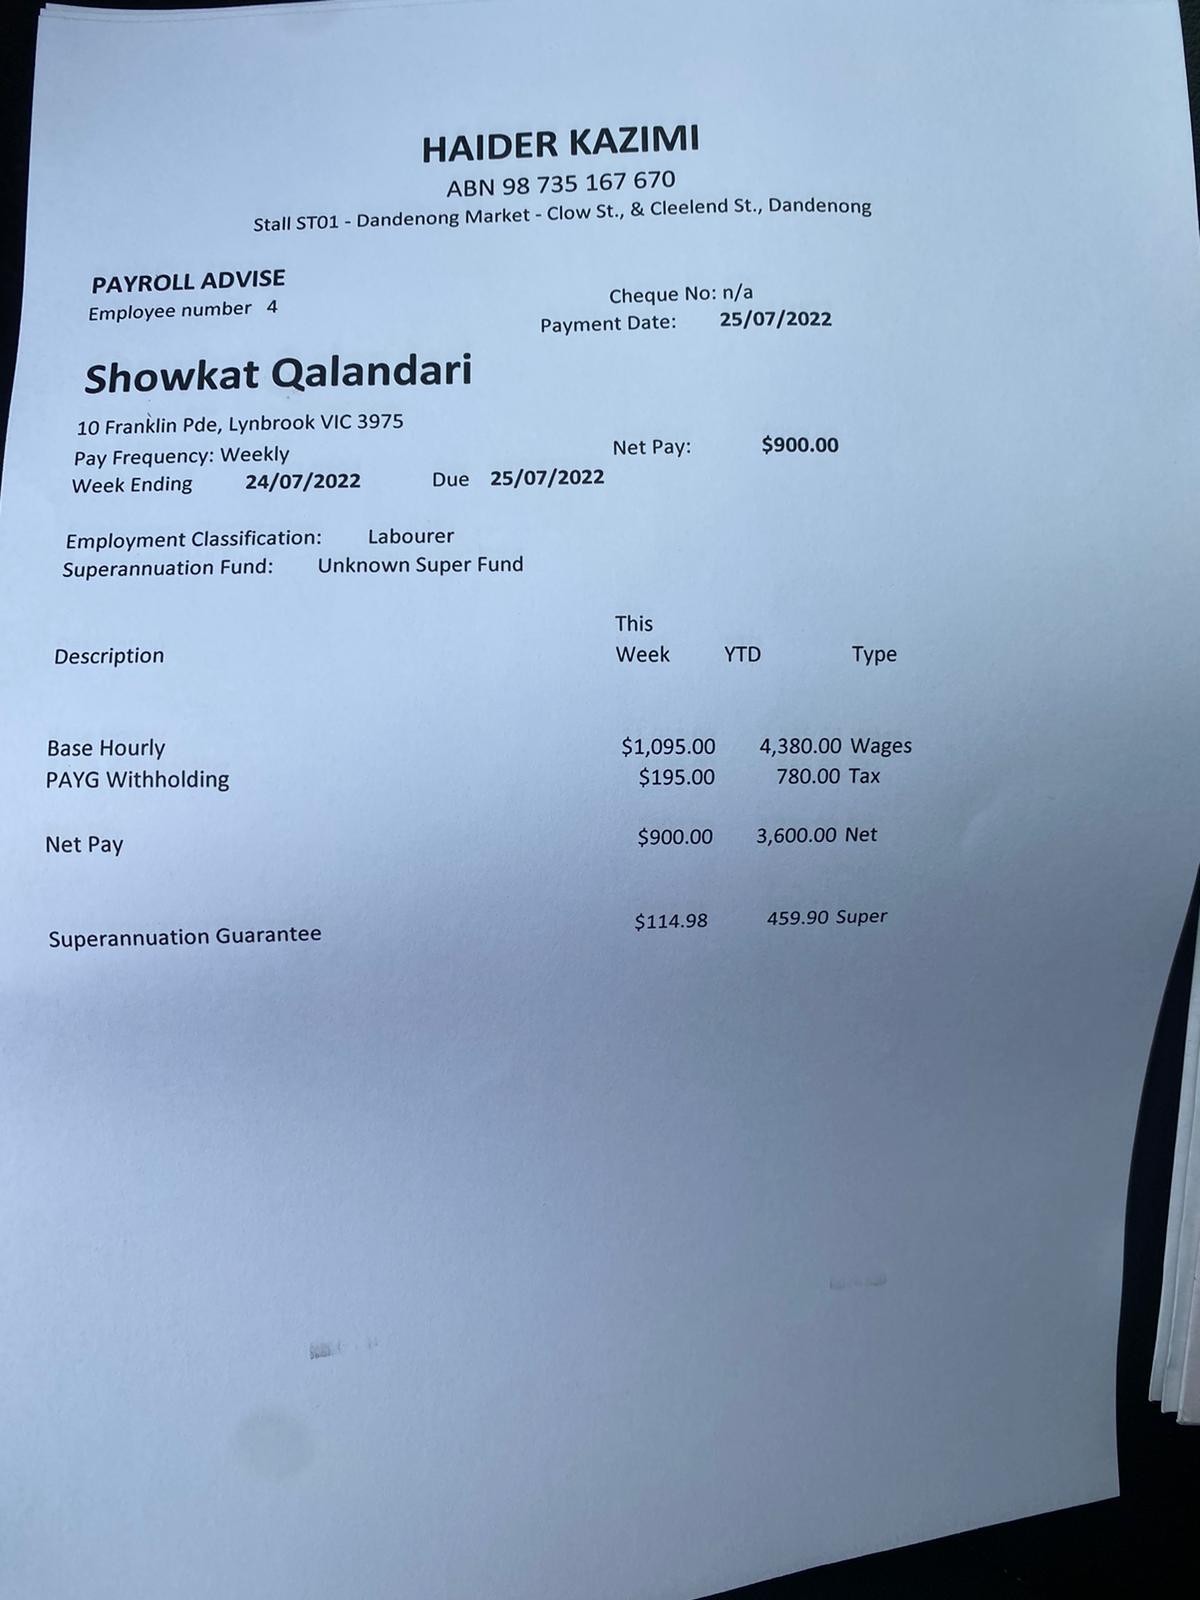 HAIDER KAZIMI
ABN 98 735 167 670
Stall ST01 - Dandenong Market - Clow St., & Cleelend St., Dandenong
PAYROLL ADVISE
Employee number 4
Cheque No: n/a
Payment Date: 25/07/2022
Showkat Qalandari
10 Franklin Pde, Lynbrook VIC 3975
Pay Frequency: Weekly
Net Pay: $900.00
Week Ending 24/07/2022 Due 25/07/2022
Employment Classification: Labourer
Superannuation Fund: Unknown Super Fund
This
Description Week YTD Type
Base Hourly $1,095.00 4,380.00 Wages
PAYG Withholding $195.00 780.00 Tax
Net Pay $900.00 3,600.00 Net
Superannuation Guarantee $114.98 459.90 Super